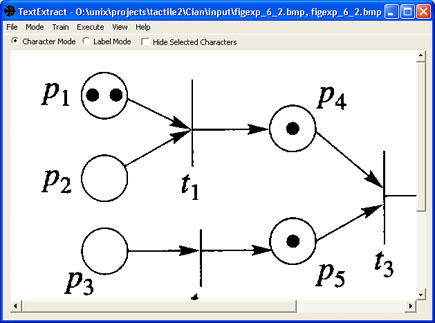 TextExtract - O:\unix\projects\tactile2\Cian\input\figexp_6_2.bmp, figexp_6_2.bmp
File Mode Train Execute View Help
Character Mode Label Mode Hide Selected Characters
p1
p4
p2
t1
p3
p5
t3